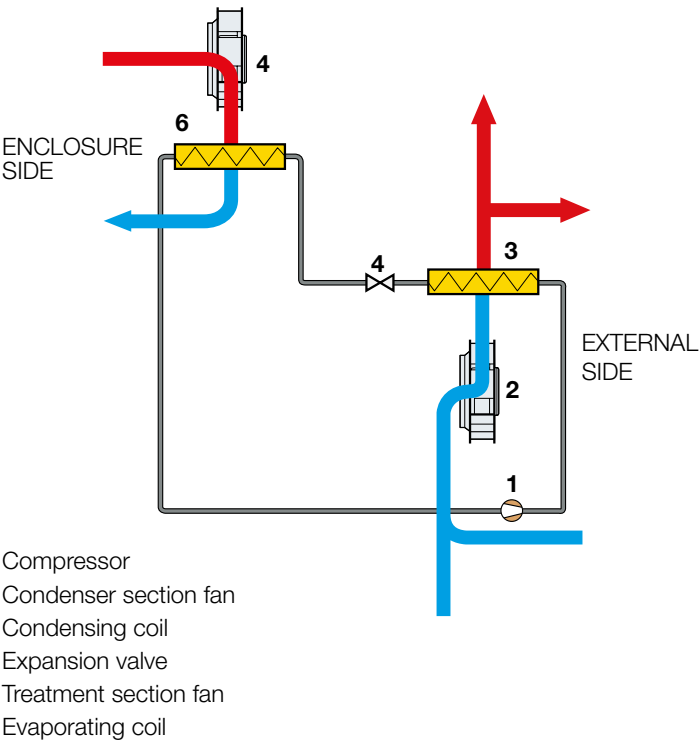 4
6
ENCLOSURE
SIDE
3
4
EXTERNAL
SIDE
2
1
Compressor
Condenser section fan
Condensing coil
Expansion valve
Treatment section fan
Evaporating coil